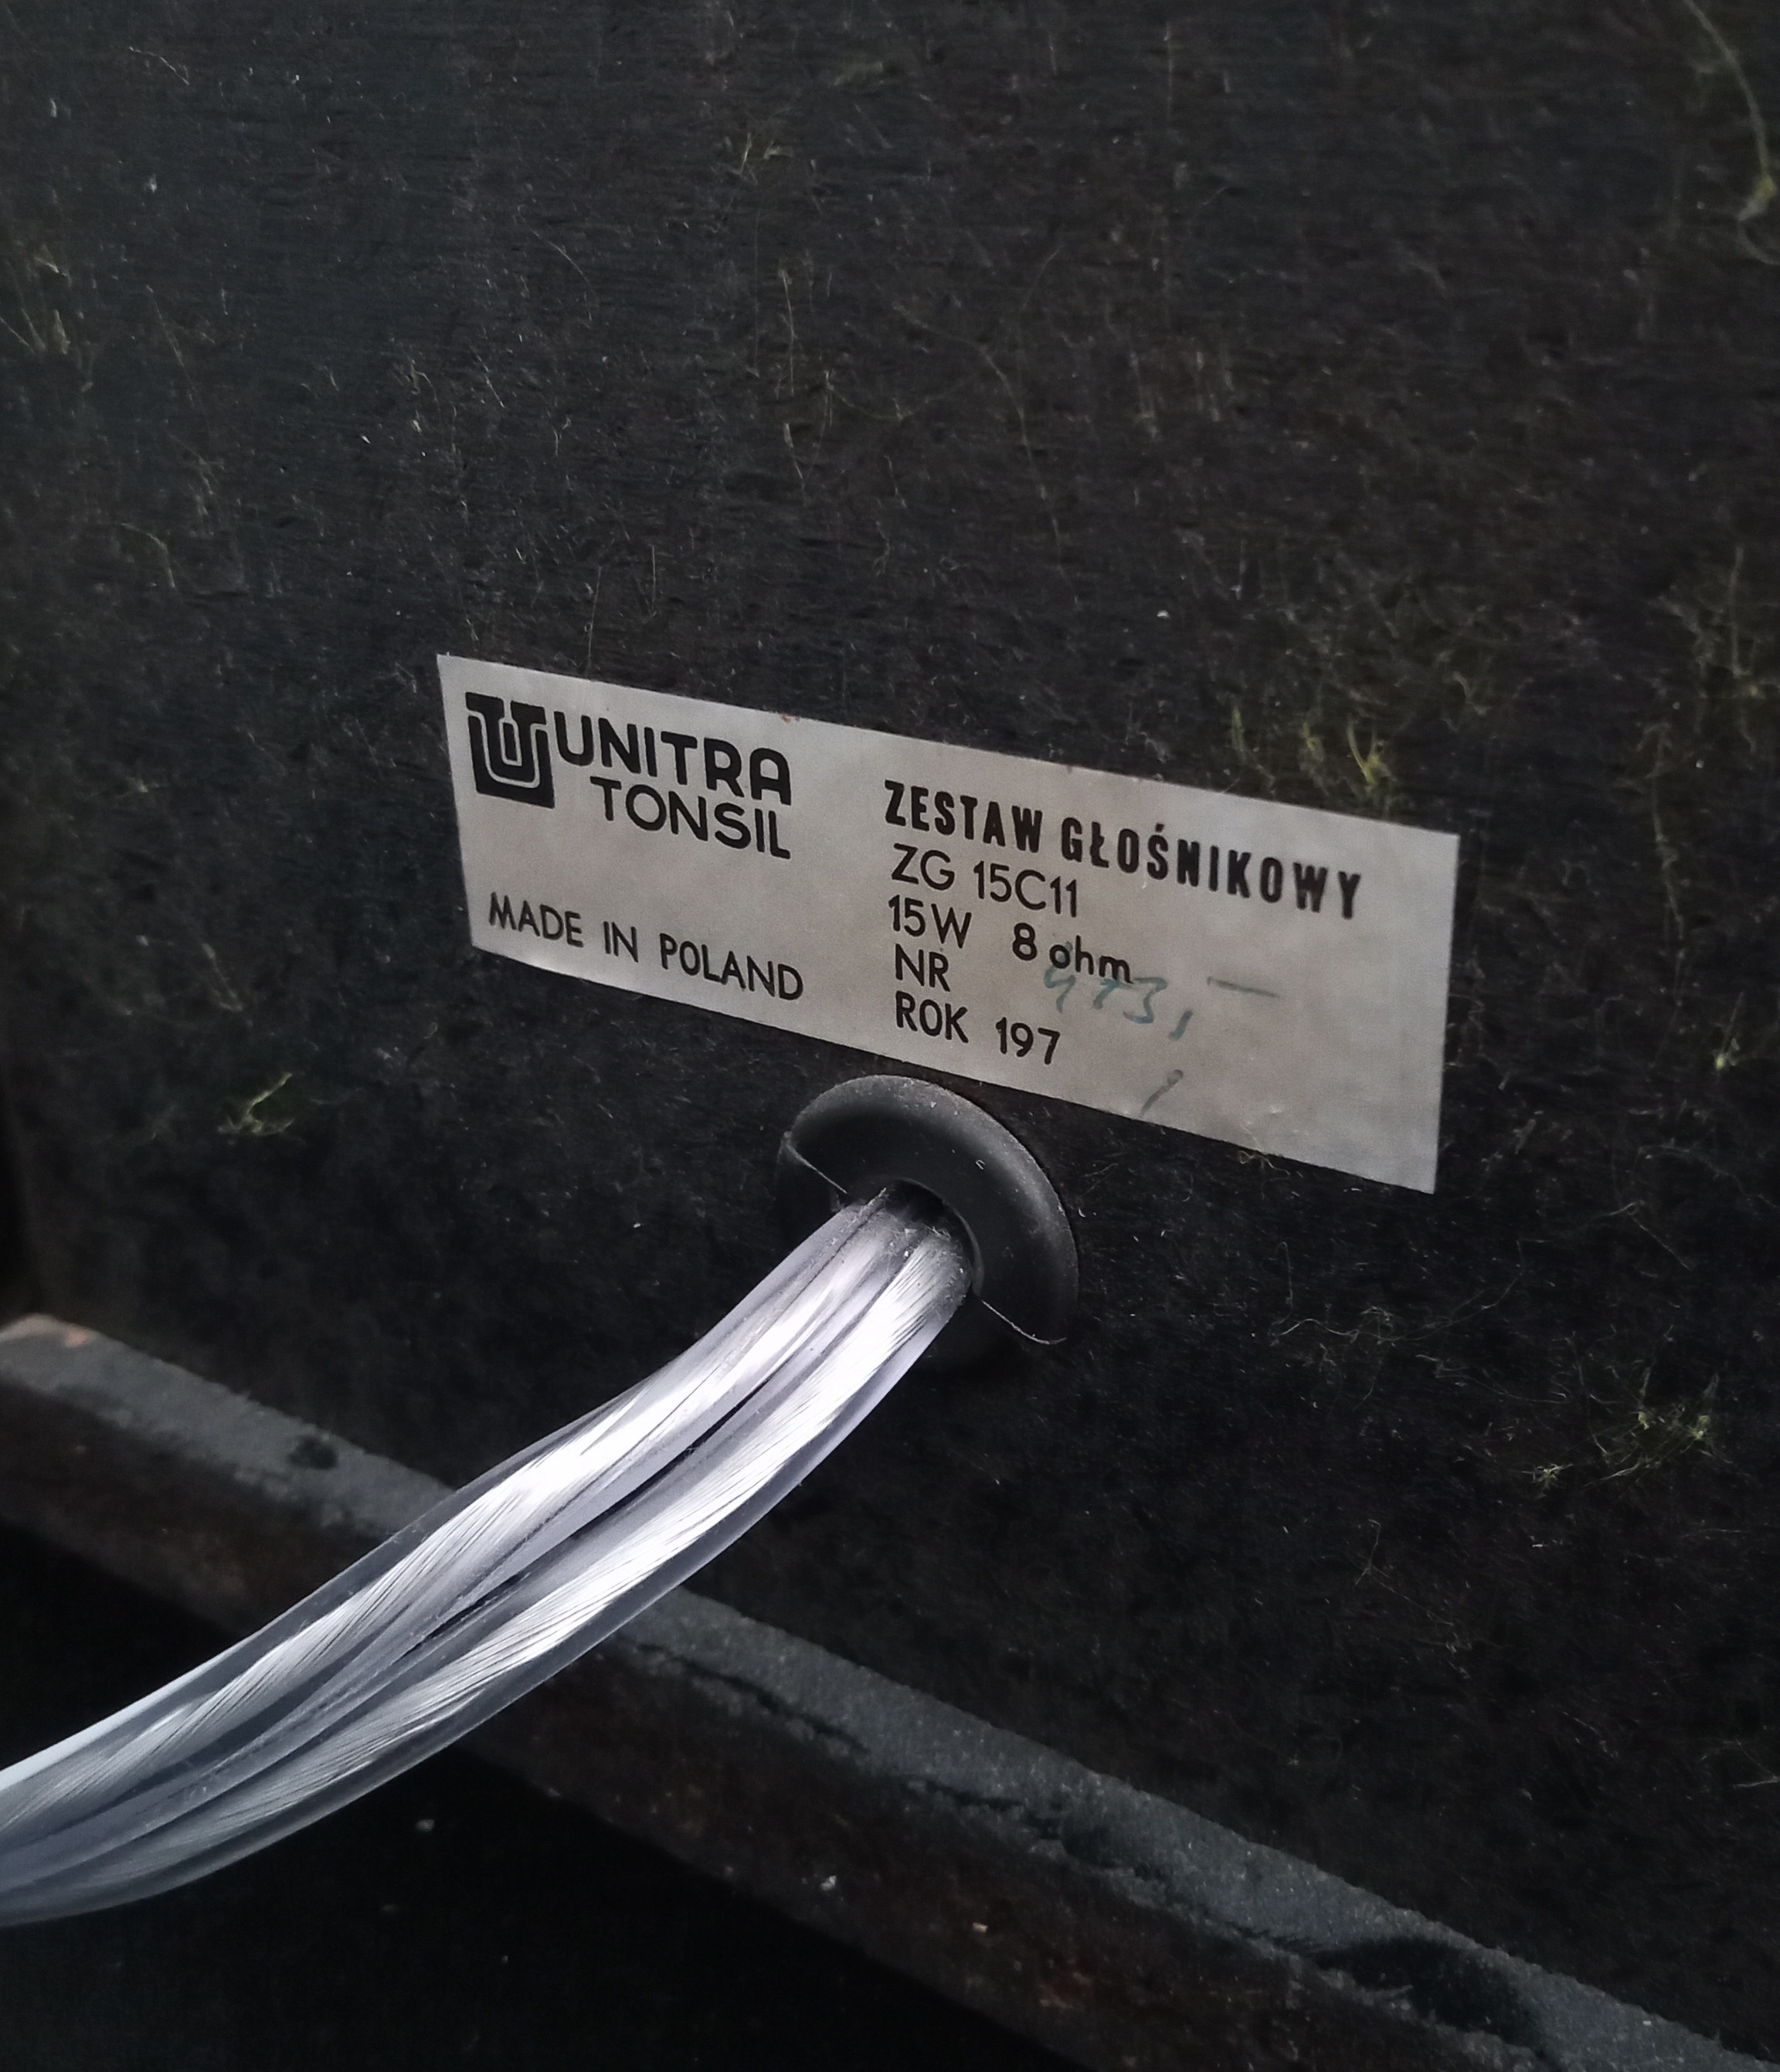 UNITRA
TONSIL
MADE IN POLAND
ZESTAW GŁOŚNIKOWY
ZG 15C11
15W 8 ohm
NR
ROK 197